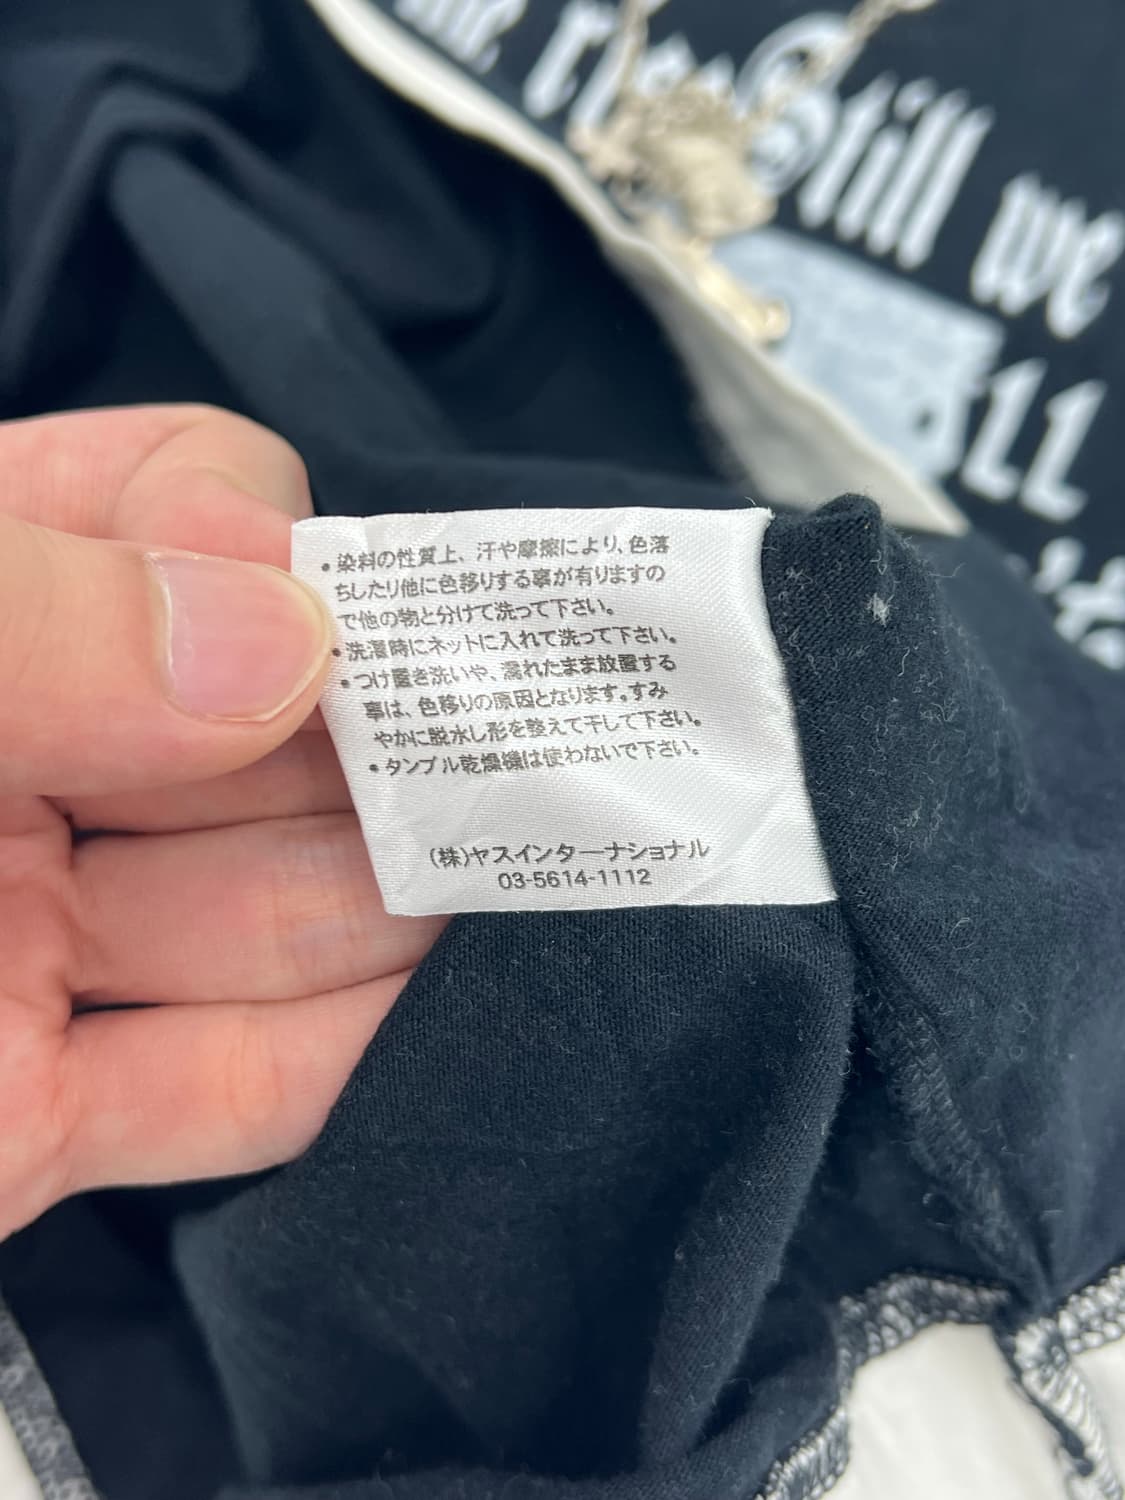 me r
Still we
ll
・染料の性質上、汗や摩擦により、色落
ちしたり他に色移りする事が有りますの
で他の物と分けて洗って下さい。
・洗濯時にネットに入れて洗って下さい。
・つけ置き洗いや、濡れたまま放置する
事は、色移りの原因となります。すみ
やかに脱水し形を整えて干して下さい。
・タンブル乾燥機は使わないで下さい。
(株)ヤスインターナショナル
03-5614-1112